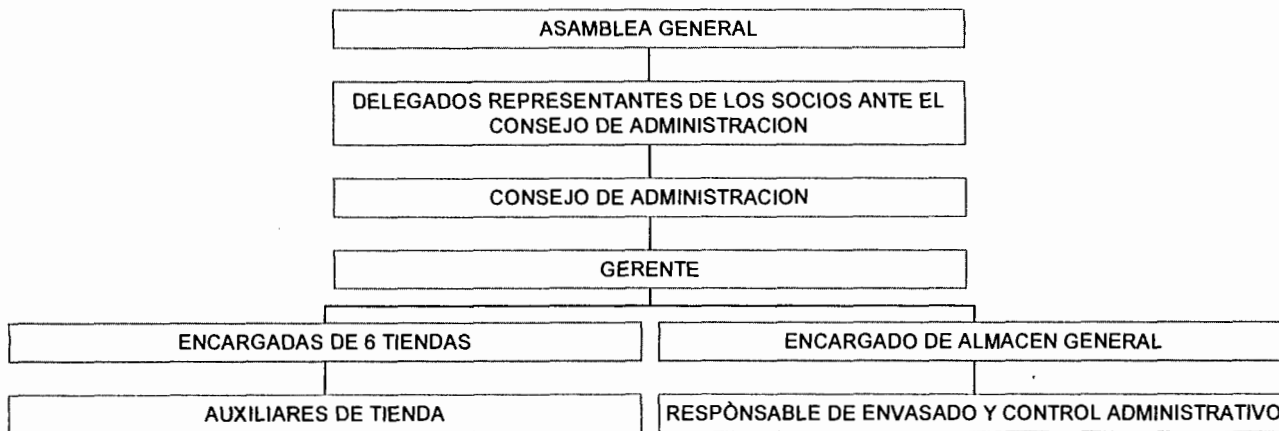 ASAMBLEA GENERAL
DELEGADOS REPRESENTANTES DE LOS SOCIOS ANTE EL
CONSEJO DE ADMINISTRACION
CONSEJO DE ADMINISTRACION
GERENTE
ENCARGADAS DE 6 TIENDAS
ENCARGADO DE ALMACEN GENERAL
AUXILIARES DE TIENDA
RESPÒNSABLE DE ENVASADO Y CONTROL ADMINISTRATIVO